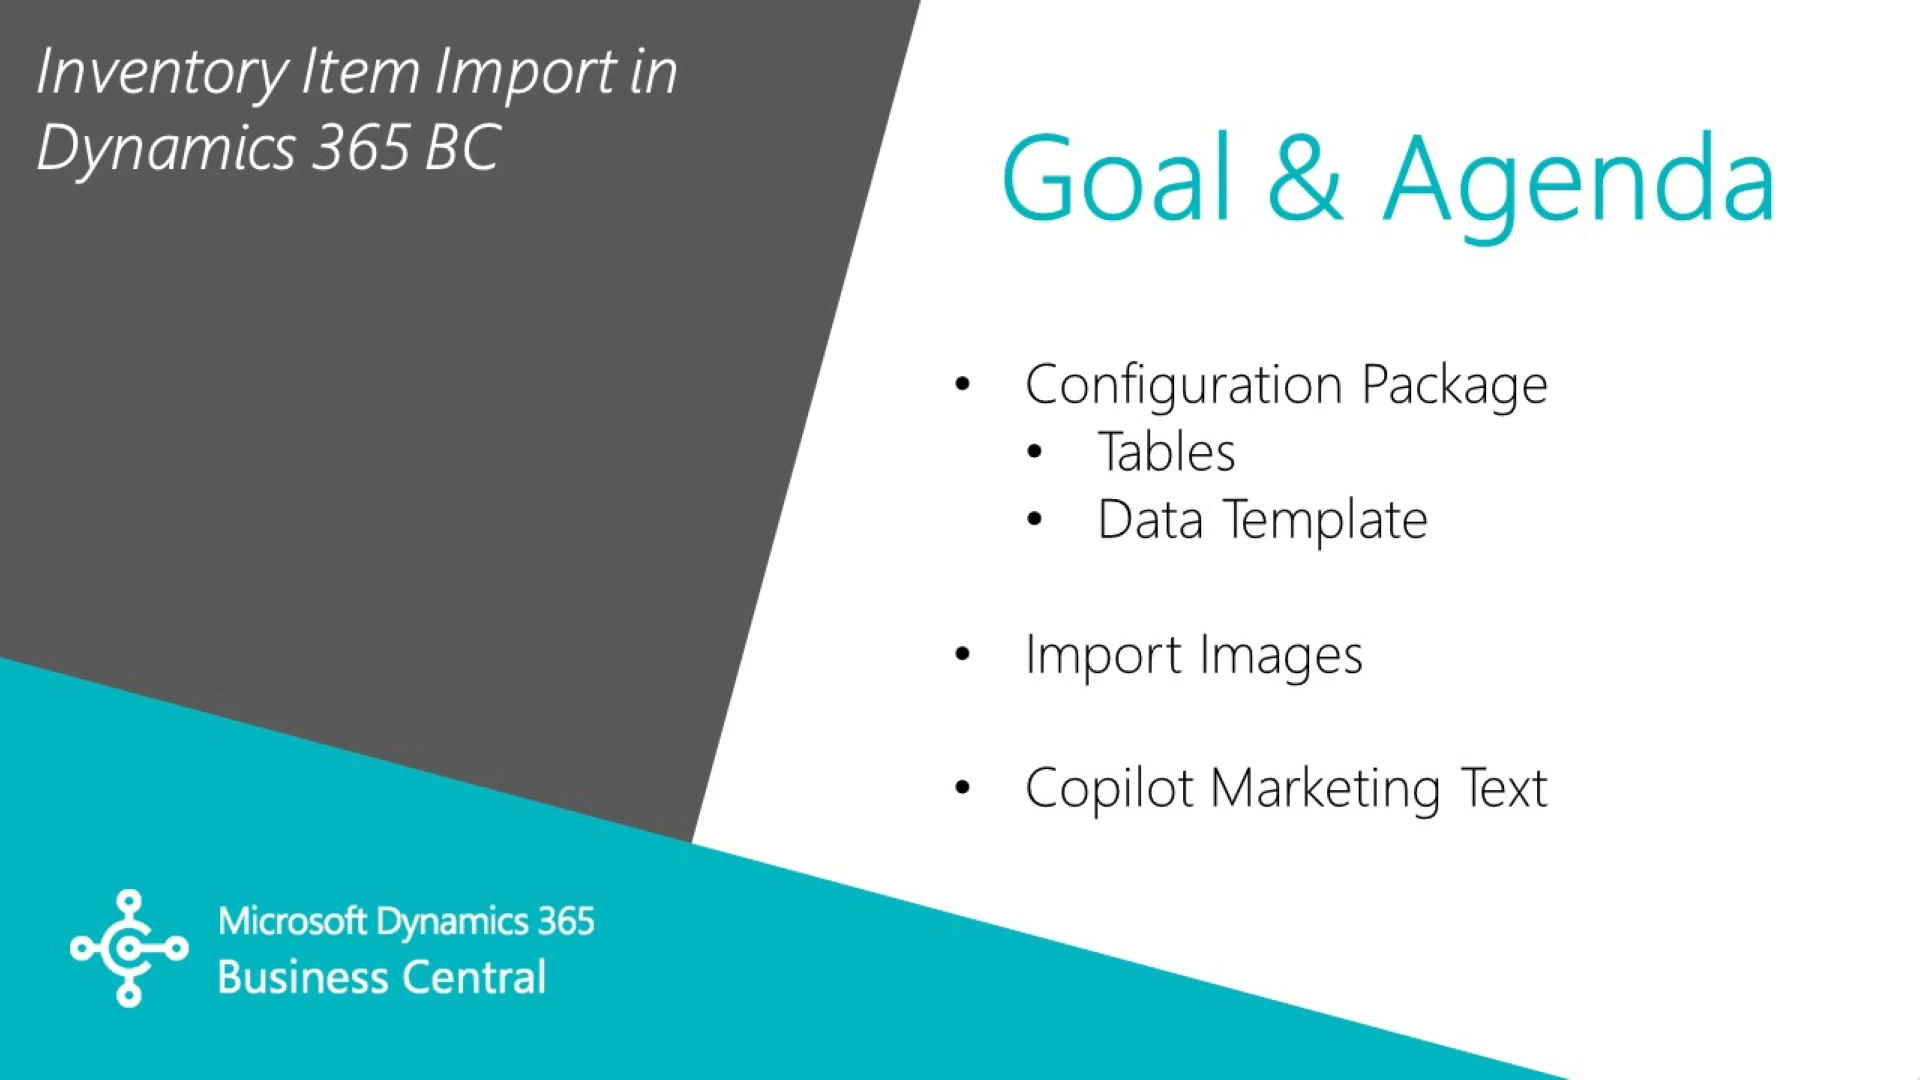 Inventory Item Import in
Dynamics 365 BC
Goal & Agenda
• Configuration Package
• Tables
• Data Template
• Import Images
• Copilot Marketing Text
Microsoft Dynamics 365
Business Central